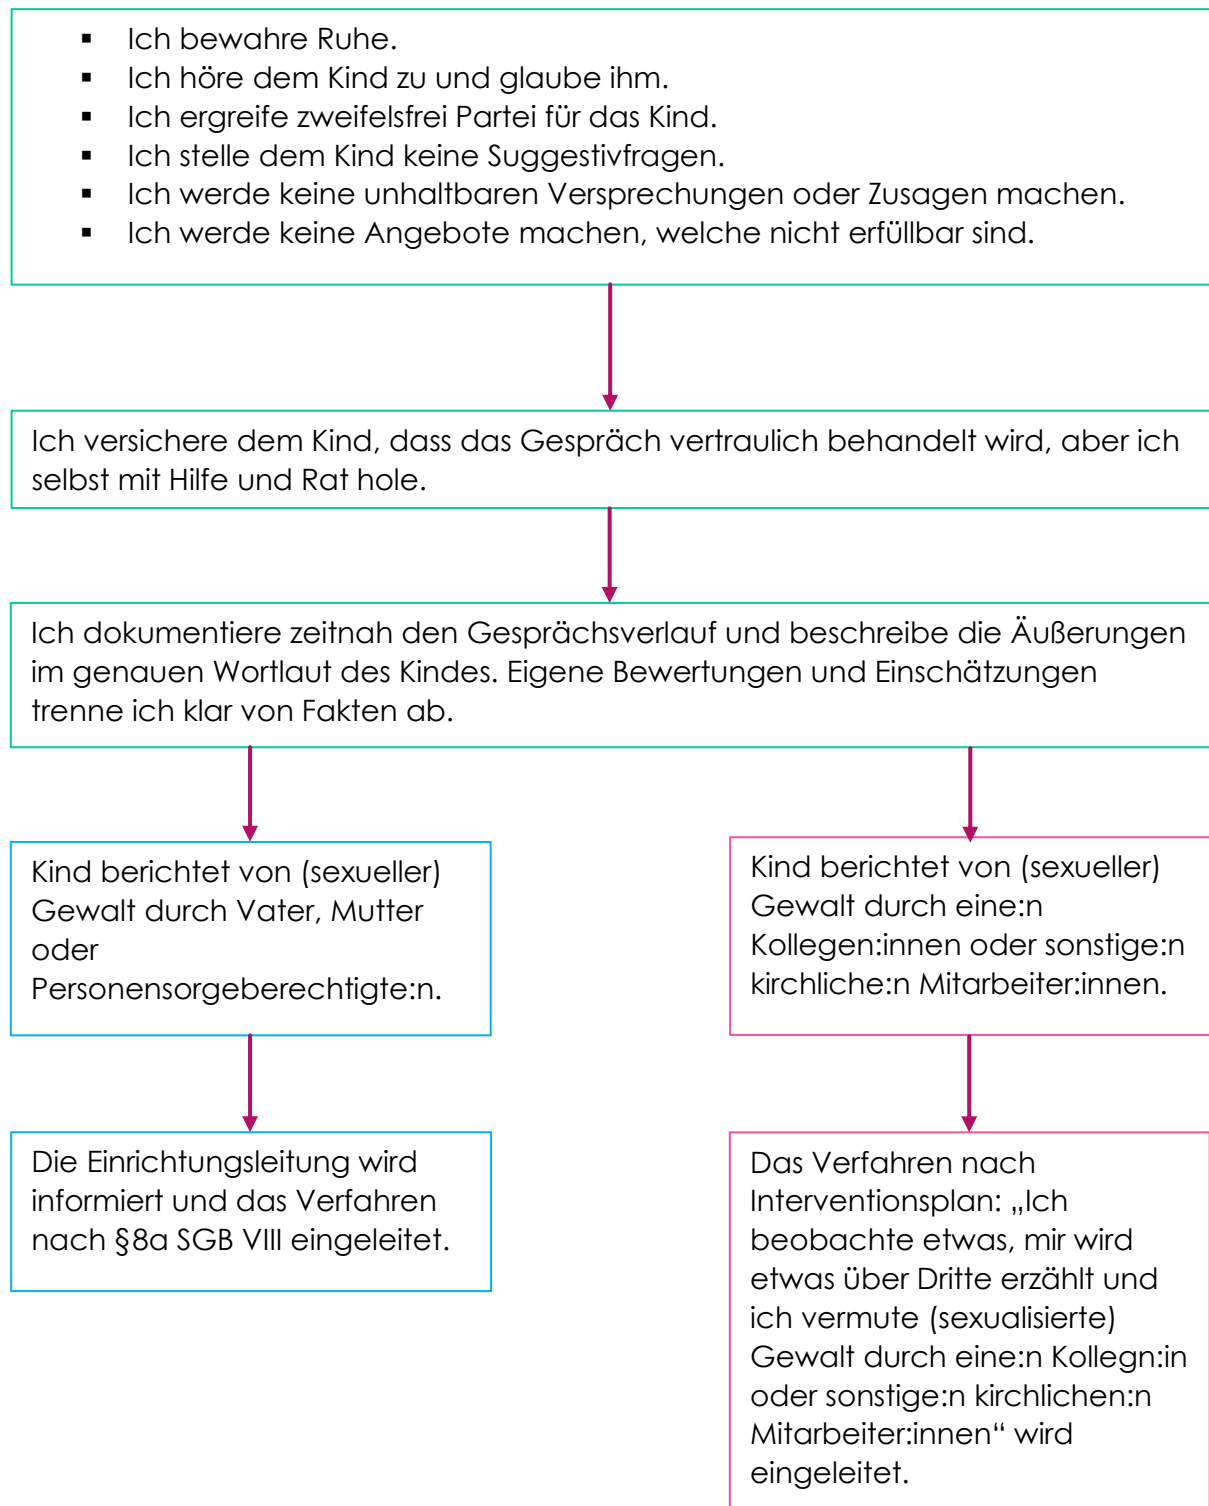 ▪ Ich bewahre Ruhe.
▪ Ich höre dem Kind zu und glaube ihm.
▪ Ich ergreife zweifelsfrei Partei für das Kind.
▪ Ich stelle dem Kind keine Suggestivfragen.
▪ Ich werde keine unhaltbaren Versprechungen oder Zusagen machen.
▪ Ich werde keine Angebote machen, welche nicht erfüllbar sind.
Ich versichere dem Kind, dass das Gespräch vertraulich behandelt wird, aber ich
selbst mit Hilfe und Rat hole.
Ich dokumentiere zeitnah den Gesprächsverlauf und beschreibe die Äußerungen
im genauen Wortlaut des Kindes. Eigene Bewertungen und Einschätzungen
trenne ich klar von Fakten ab.
Kind berichtet von (sexueller)
Gewalt durch Vater, Mutter
oder
Personensorgeberechtigte:n.
Kind berichtet von (sexueller)
Gewalt durch eine:n
Kollegen:innen oder sonstige:n
kirchliche:n Mitarbeiter:innen.
Die Einrichtungsleitung wird
informiert und das Verfahren
nach §8a SGB VIII eingeleitet.
Das Verfahren nach
Interventionsplan: „Ich
beobachte etwas, mir wird
etwas über Dritte erzählt und
ich vermute (sexualisierte)
Gewalt durch eine:n Kollegn:in
oder sonstige:n kirchlichen:n
Mitarbeiter:innen“ wird
eingeleitet.